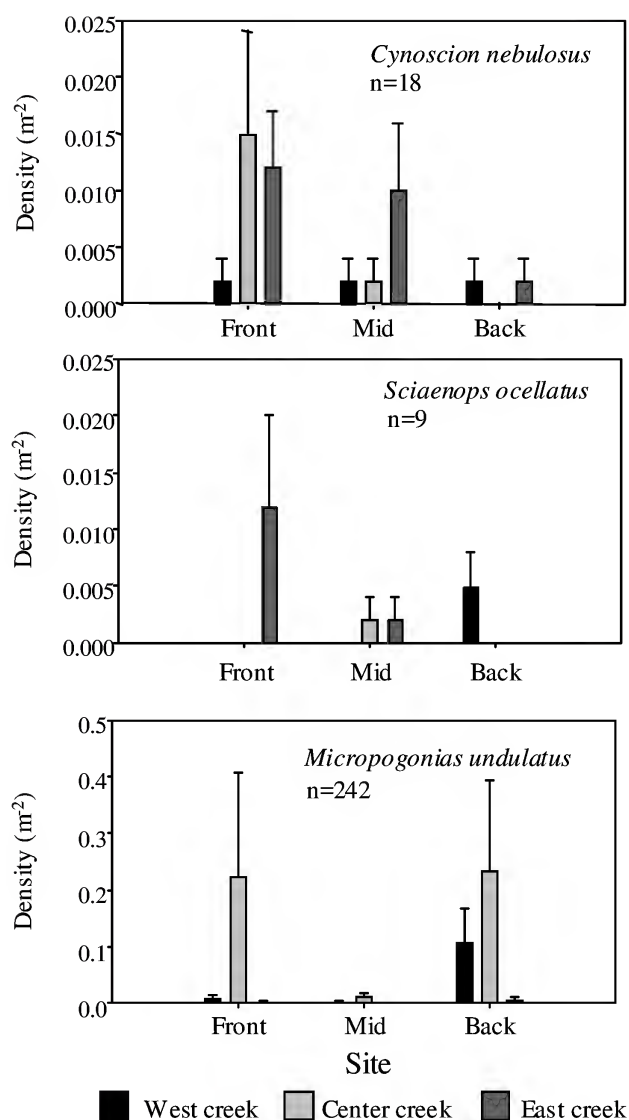 0.025
Cynoscion nebulosus
n=18
0.020
0.015
0.010
0.005
0.000
Density (m-2)
Front Mid Back
0.025
Sciaenops ocellatus
n=9
0.020
0.015
0.010
0.005
0.000
Density (m-2)
Front Mid Back
0.5
Micropogonias undulatus
n=242
0.4
0.3
0.2
0.1
0.0
Density (m-2)
Front Mid Back
Site
West creek Center creek East creek